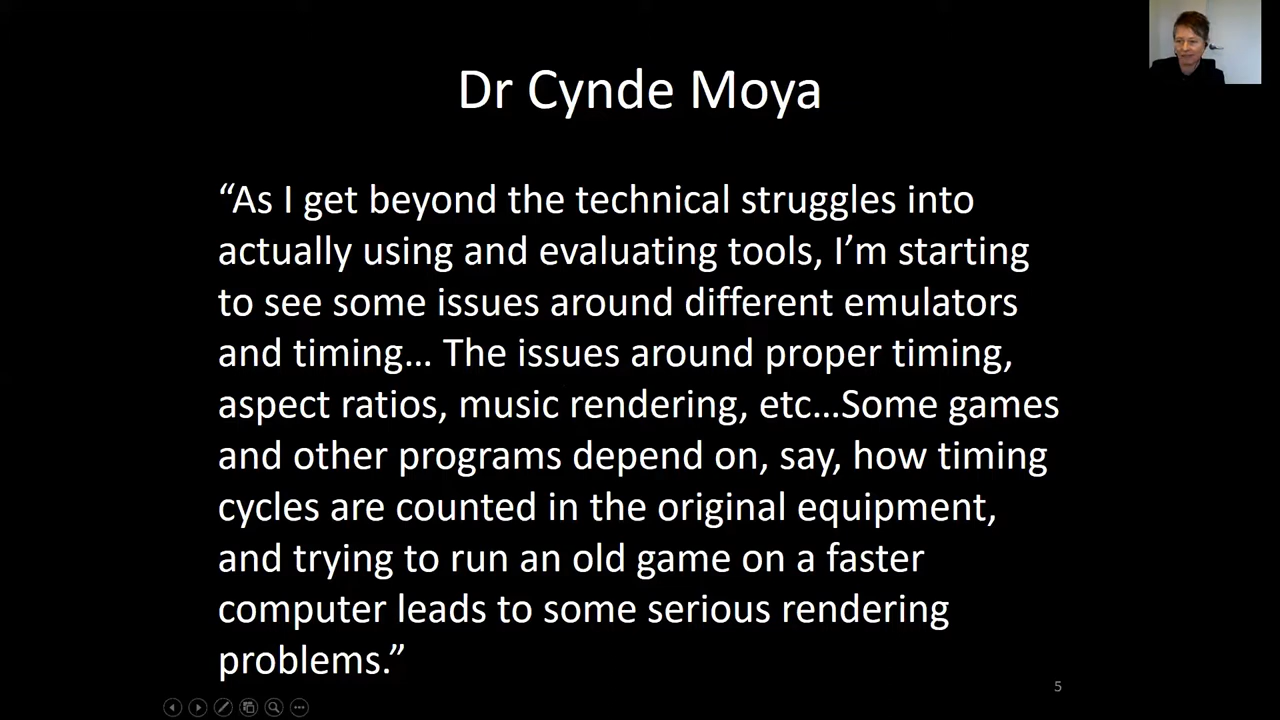 Dr Cynde Moya
“As I get beyond the technical struggles into
actually using and evaluating tools, I’m starting
to see some issues around different emulators
and timing… The issues around proper timing,
aspect ratios, music rendering, etc…Some games
and other programs depend on, say, how timing
cycles are counted in the original equipment,
and trying to run an old game on a faster
computer leads to some serious rendering
problems.”
5